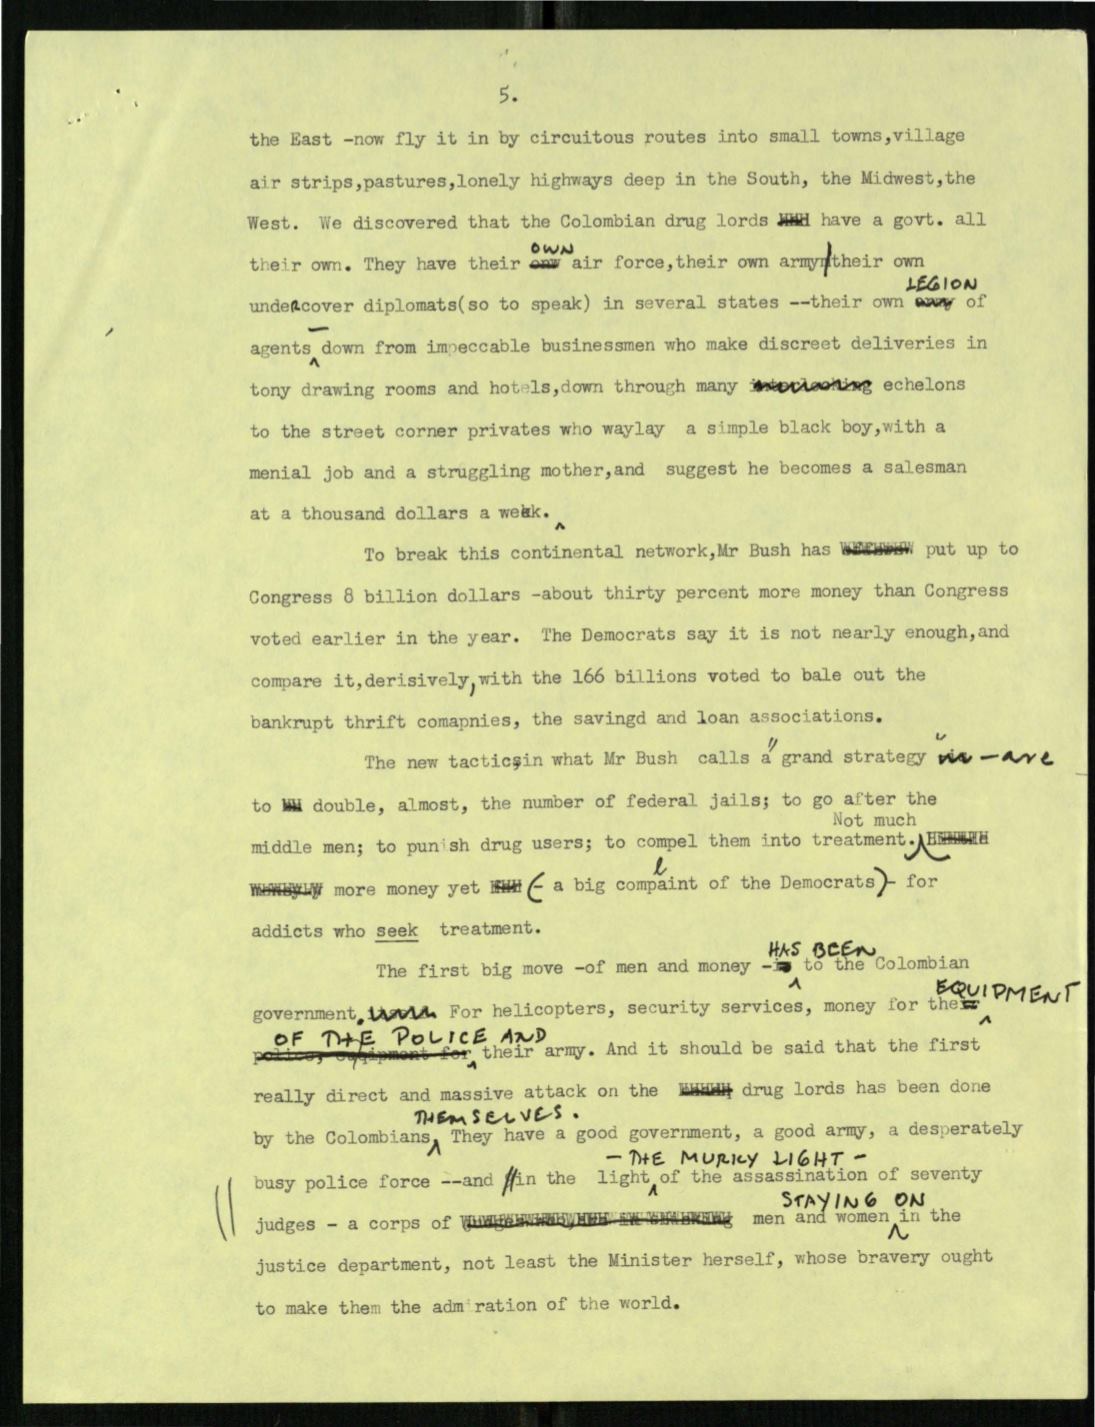 5.
the East -now fly it in by circuitous routes into small towns,village
air strips,pastures,lonely highways deep in the South, the Midwest,the
West. We discovered that the Colombian drug lords have a govt. all
OWN
their own. They have their air force,their own army,their own
LEGION
undercover diplomats(so to speak) in several states --their own of
agents — down from impeccable businessmen who make discreet deliveries in
tony drawing rooms and hotels,down through many interlocking echelons
to the street corner privates who waylay a simple black boy,with a
menial job and a struggling mother,and suggest he becomes a salesman
at a thousand dollars a week.
To break this continental network,Mr Bush has put up to
Congress 8 billion dollars -about thirty percent more money than Congress
voted earlier in the year. The Democrats say it is not nearly enough,and
compare it,derisively,with the 166 billions voted to bale out the
bankrupt thrift comapnies, the savingd and loan associations.
The new tactics,in what Mr Bush calls a "grand strategy" — are
to double, almost, the number of federal jails; to go after the
Not much
middle men; to punish drug users; to compel them into treatment.
more money yet (- a big complaint of the Democrats)- for
addicts who seek treatment.
HAS BEEN
The first big move -of men and money - to the Colombian
EQUIPMENT
government. For helicopters, security services, money for the
OF THE POLICE AND
police, equipment for their army. And it should be said that the first
really direct and massive attack on the drug lords has been done
THEMSELVES.
by the Colombians They have a good government, a good army, a desperately
— THE MURKY LIGHT —
busy police force --and in the light of the assassination of seventy
STAYING ON
judges - a corps of men and women in the
justice department, not least the Minister herself, whose bravery ought
to make them the admiration of the world.